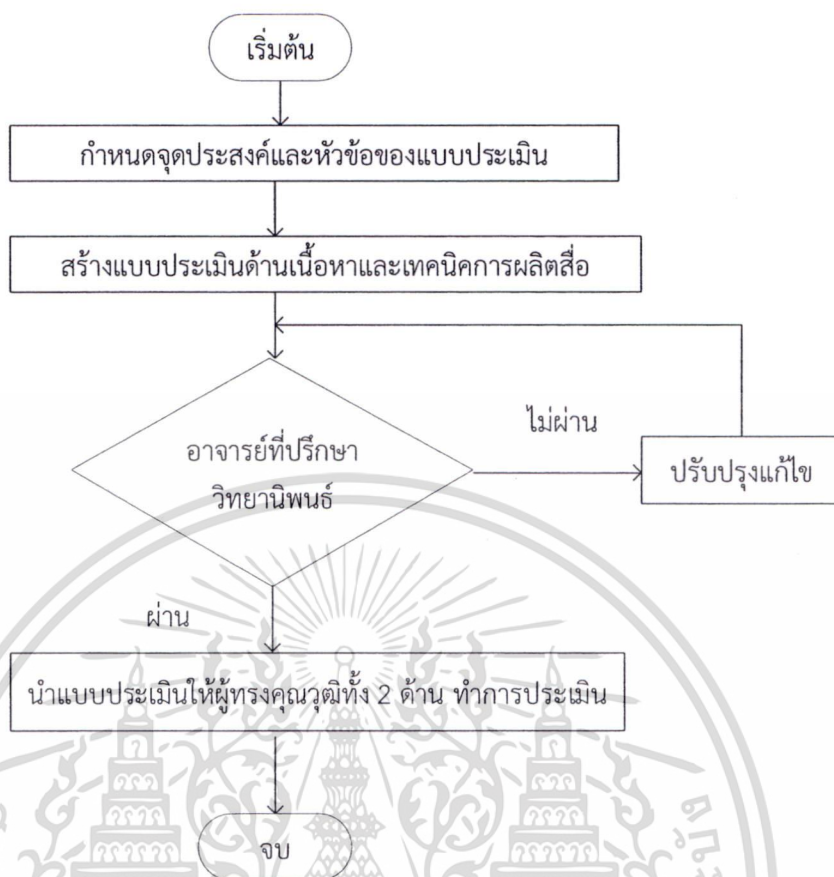 เริ่มต้น
กำหนดจุดประสงค์และหัวข้อของแบบประเมิน
สร้างแบบประเมินด้านเนื้อหาและเทคนิคการผลิตสื่อ
อาจารย์ที่ปรึกษา
วิทยานิพนธ์
ไม่ผ่าน
ปรับปรุงแก้ไข
ผ่าน
นำแบบประเมินให้ผู้ทรงคุณวุฒิทั้ง 2 ด้าน ทำการประเมิน
จบ